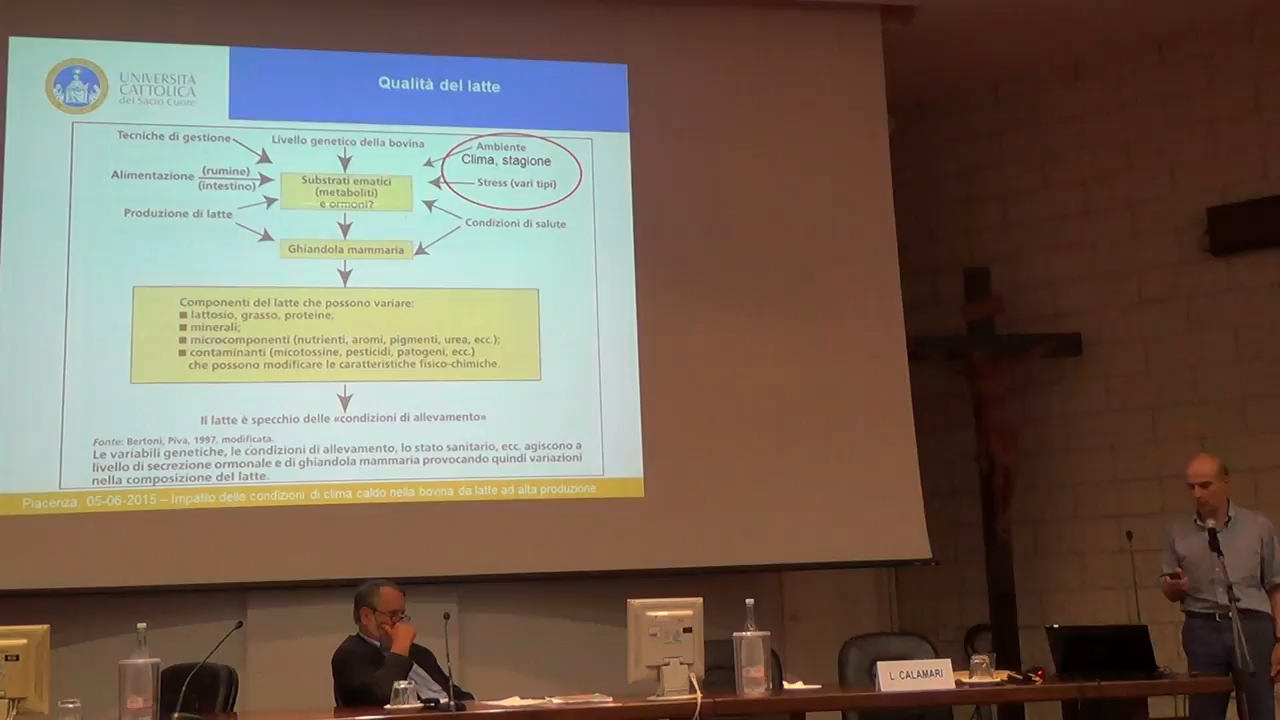 UNIVERSITÀ
CATTOLICA
del Sacro Cuore
Qualità del latte
Tecniche di gestione
Livello genetico della bovina
Ambiente
Clima, stagione
Stress (vari tipi)
Alimentazione (rumine)
(intestino)
Substrati ematici
(metaboliti)
e ormoni?
Produzione di latte
Condizioni di salute
Ghiandola mammaria
Componenti del latte che possono variare:
■ lattosio, grasso, proteine;
■ minerali;
■ microcomponenti (nutrienti, aromi, pigmenti, urea, ecc.);
■ contaminanti (micotossine, pesticidi, patogeni, ecc.)
che possono modificare le caratteristiche fisico-chimiche.
Il latte è specchio delle «condizioni di allevamento»
Fonte: Bertoni, Piva, 1997, modificata.
Le variabili genetiche, le condizioni di allevamento, lo stato sanitario, ecc. agiscono a
livello di secrezione ormonale e di ghiandola mammaria provocando quindi variazioni
nella composizione del latte.
Piacenza, 05-06-2015 – Impatto delle condizioni di clima caldo nella bovina da latte ad alta produzione
L. CALAMARI